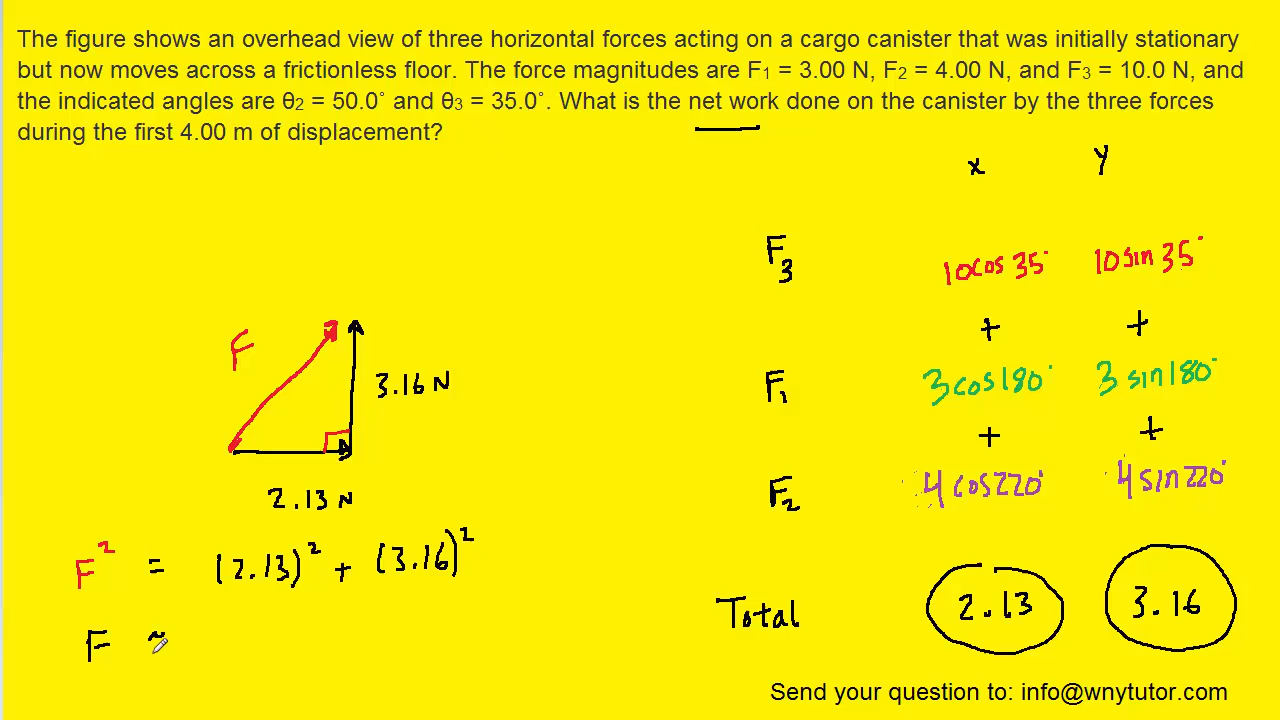 The figure shows an overhead view of three horizontal forces acting on a cargo canister that was initially stationary
but now moves across a frictionless floor. The force magnitudes are F₁ = 3.00 N, F₂ = 4.00 N, and F₃ = 10.0 N, and
the indicated angles are θ₂ = 50.0˚ and θ₃ = 35.0˚. What is the net work done on the canister by the three forces
during the first 4.00 m of displacement?
x y
F₃ 10cos35° 10sin35°
+ +
F₁ 3cos180° 3sin180°
+ +
F₂ 4cos220° 4sin220°
Total 2.13 3.16
F
3.16 N
2.13 N
F² = (2.13)² + (3.16)²
F ≈
Send your question to: info@wnytutor.com